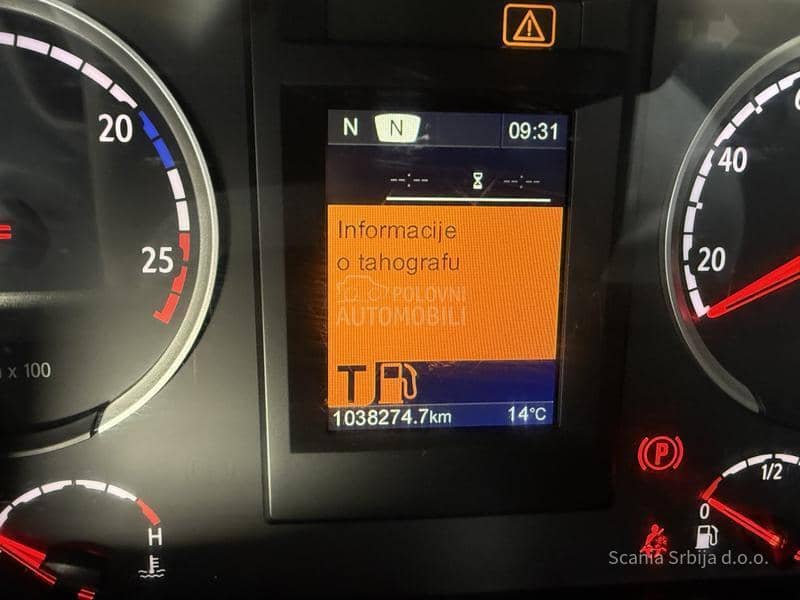 N N 09:31
--:-- --:--
Informacije
o tahografu
POLOVNI
AUTOMOBILI
T
1038274.7km 14°C
20
25
x 100
H
40
20
P
1/2
0
Scania Srbija d.o.o.